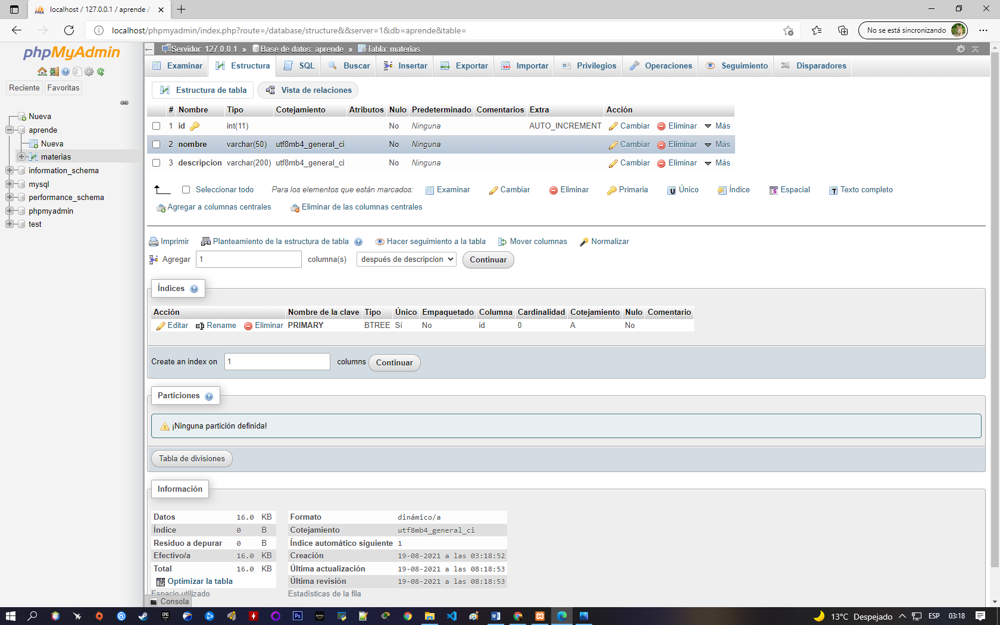 localhost / 127.0.0.1 / aprende /
localhost/phpmyadmin/index.php?route=/database/structure&&server=1&db=aprende&table=
No se está sincronizando
phpMyAdmin
Reciente Favoritas
Nueva
aprende
Nueva
materias
information_schema
mysql
performance_schema
phpmyadmin
test
Servidor: 127.0.0.1 » Base de datos: aprende » Tabla: materias
Examinar Estructura SQL Buscar Insertar Exportar Importar Privilegios Operaciones Seguimiento Disparadores
Estructura de tabla Vista de relaciones
# Nombre Tipo Cotejamiento Atributos Nulo Predeterminado Comentarios Extra Acción
1 id int(11) No Ninguna AUTO_INCREMENT Cambiar Eliminar Más
2 nombre varchar(50) utf8mb4_general_ci No Ninguna Cambiar Eliminar Más
3 descripcion varchar(200) utf8mb4_general_ci No Ninguna Cambiar Eliminar Más
Seleccionar todo Para los elementos que están marcados: Examinar Cambiar Eliminar Primaria Único Índice Espacial Texto completo
Agregar a columnas centrales Eliminar de las columnas centrales
Imprimir Planteamiento de la estructura de tabla Hacer seguimiento a la tabla Mover columnas Normalizar
Agregar 1 columna(s) después de descripcion Continuar
Índices
Acción Nombre de la clave Tipo Único Empaquetado Columna Cardinalidad Cotejamiento Nulo Comentario
Editar Rename Eliminar PRIMARY BTREE Sí No id 0 A No
Create an index on 1 columns Continuar
Particiones
¡Ninguna partición definida!
Tabla de divisiones
Información
Datos 16.0 KB
Índice 0 B
Residuo a depurar 0 B
Efectivo/a 16.0 KB
Total 16.0 KB
Optimizar la tabla
Espacio utilizado
Formato dinámico/a
Cotejamiento utf8mb4_general_ci
Índice automático siguiente 1
Creación 19-08-2021 a las 03:18:52
Última actualización 19-08-2021 a las 08:18:53
Última revisión 19-08-2021 a las 08:18:53
Estadísticas de la fila
Consola
13°C Despejado ESP 03:18